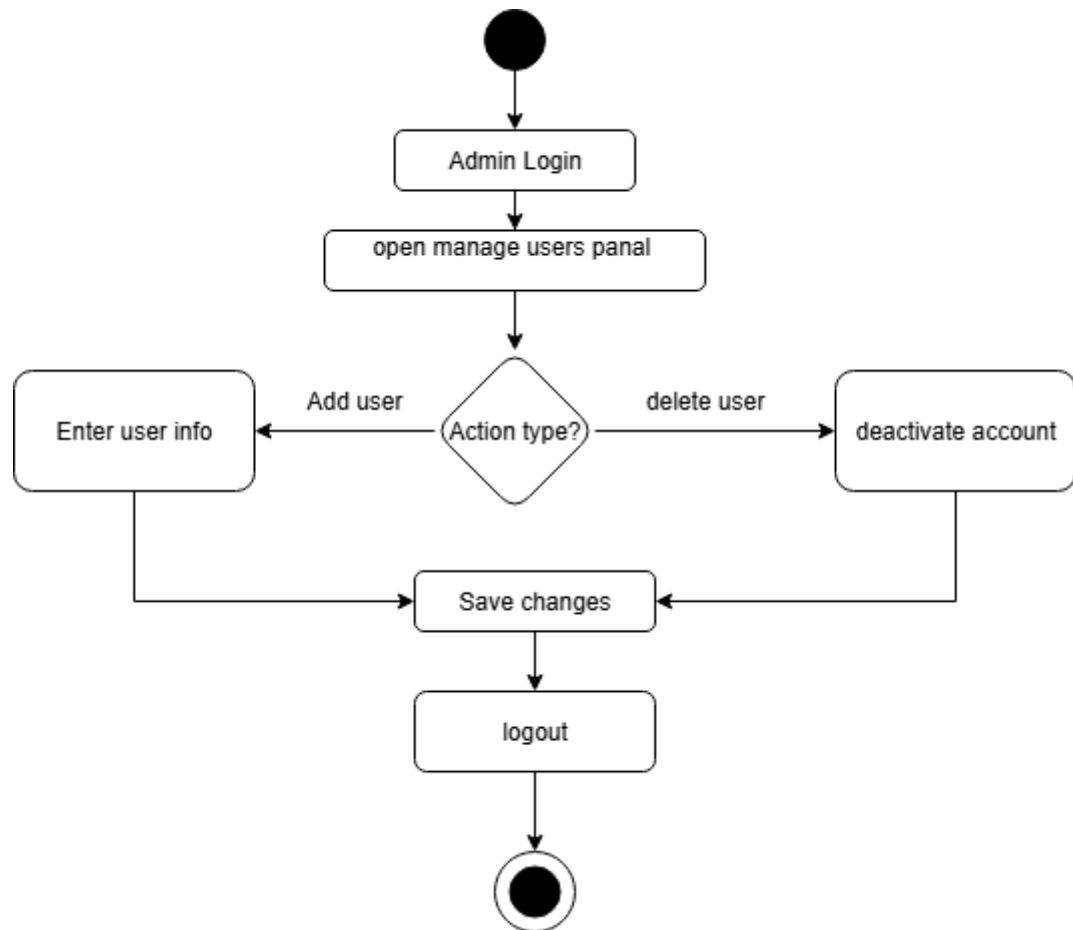 Admin Login
open manage users panal
Add user
delete user
Enter user info
Action type?
deactivate account
Save changes
logout